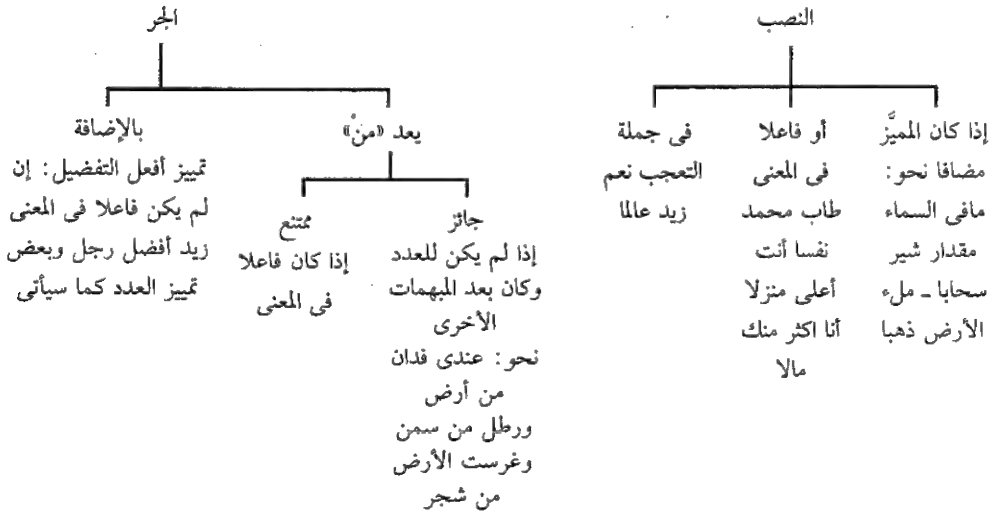 النصب
إذا كان المميَّز
مضافا نحو:
مافى السماء
مقدار شير
سحابا ـ ملء
الأرض ذهبا
أو فاعلا
فى المعنى
طاب محمد
نفسا أنت
أعلى منزلا
أنا اكثر منك
مالا
فى جملة
التعجب نعم
زيد عالما
الجر
يعد «منْ»
جائز
إذا لم يكن للعدد
وكان بعد المبهمات
الأخرى
نحو: عندى فدان
من أرض
ورطل من سمن
وغرست الأرض
من شجر
ممتنع
إذا كان فاعلا
فى المعنى
بالإضافة
تمييز أفعل التفضيل: إن
لم يكن فاعلا فى المعنى
زيد أفضل رجل وبعض
تمييز العدد كما سيأتى